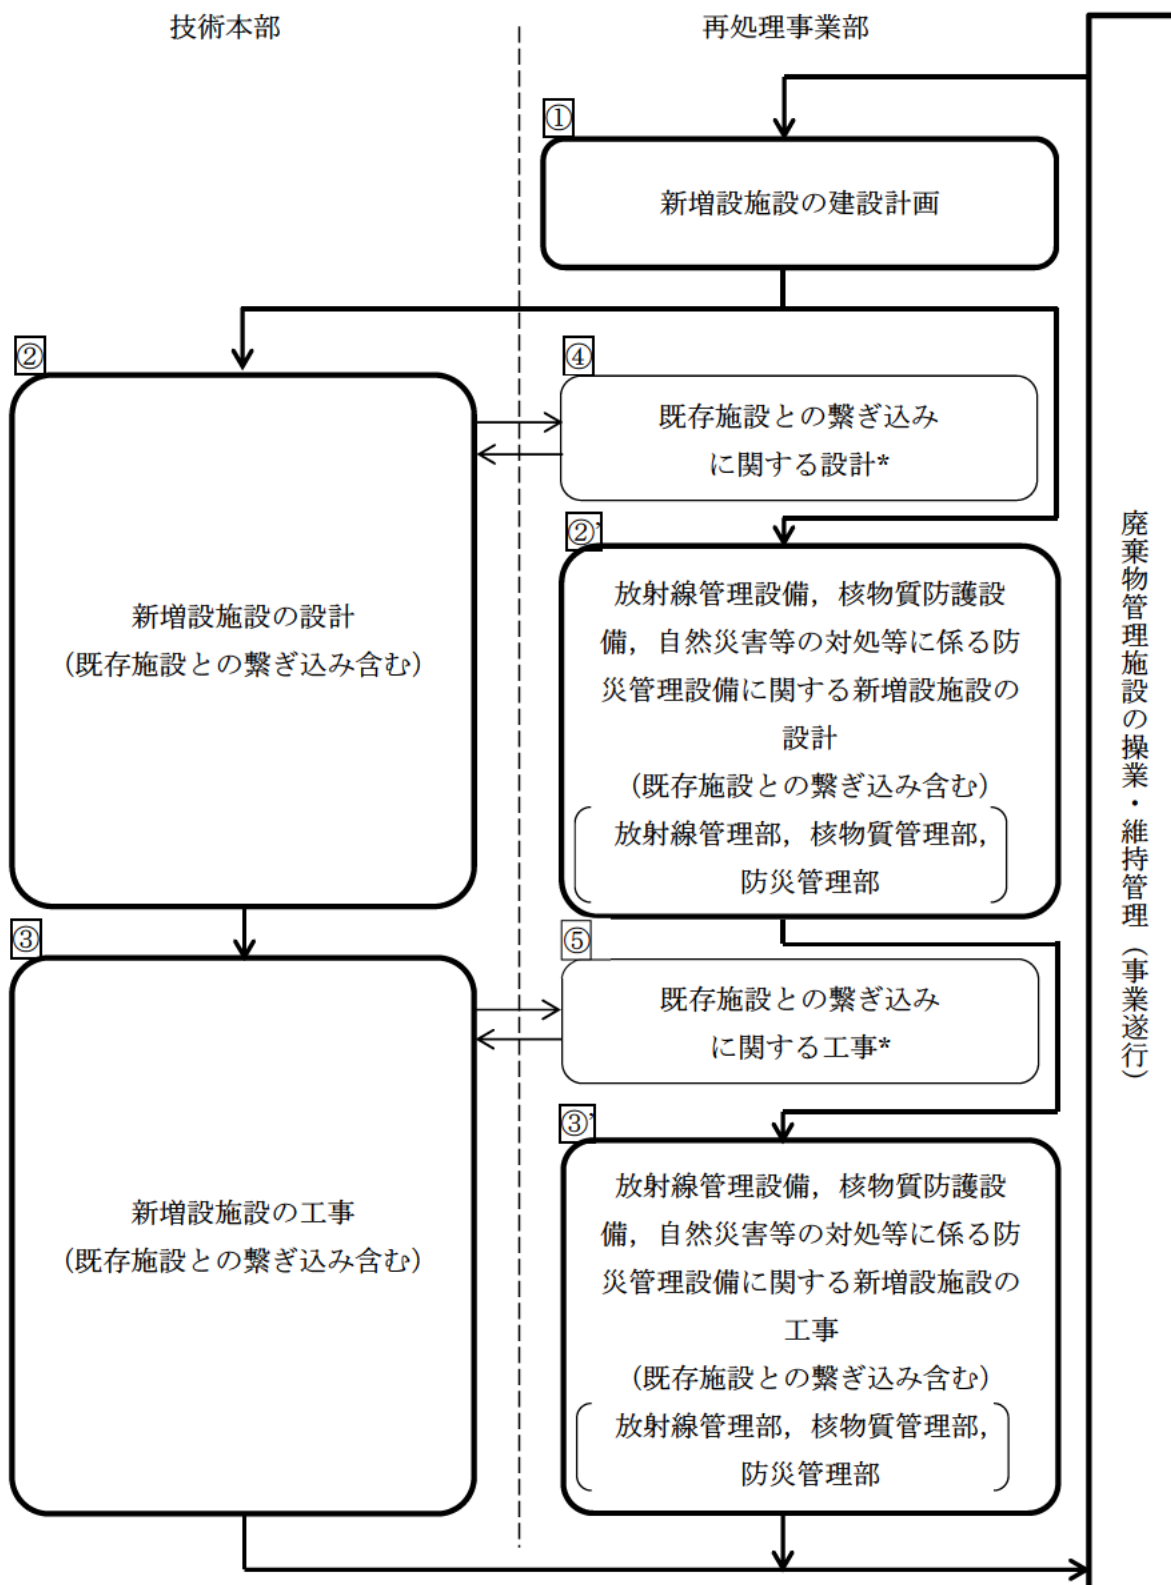 技術本部
再処理事業部
①
新増設施設の建設計画
②
新増設施設の設計
（既存施設との繋ぎ込み含む）
④
既存施設との繋ぎ込み
に関する設計*
②’
放射線管理設備，核物質防護設
備，自然災害等の対処等に係る防
災管理設備に関する新増設施設の
設計
（既存施設との繋ぎ込み含む）
放射線管理部，核物質管理部，
防災管理部
③
新増設施設の工事
（既存施設との繋ぎ込み含む）
⑤
既存施設との繋ぎ込み
に関する工事*
③’
放射線管理設備，核物質防護設
備，自然災害等の対処等に係る防
災管理設備に関する新増設施設の
工事
（既存施設との繋ぎ込み含む）
放射線管理部，核物質管理部，
防災管理部
廃棄物管理施設の操業・維持管理（事業遂行）